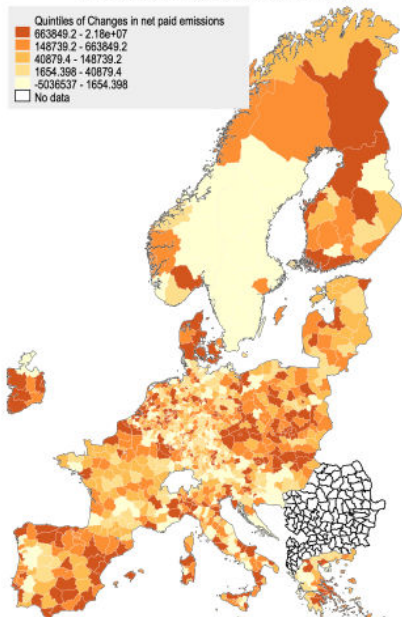 Quintiles of Changes in net paid emissions
663849.2 - 2.18e+07
148739.2 - 663849.2
40879.4 - 148739.2
1654.398 - 40879.4
-5036537 - 1654.398
No data